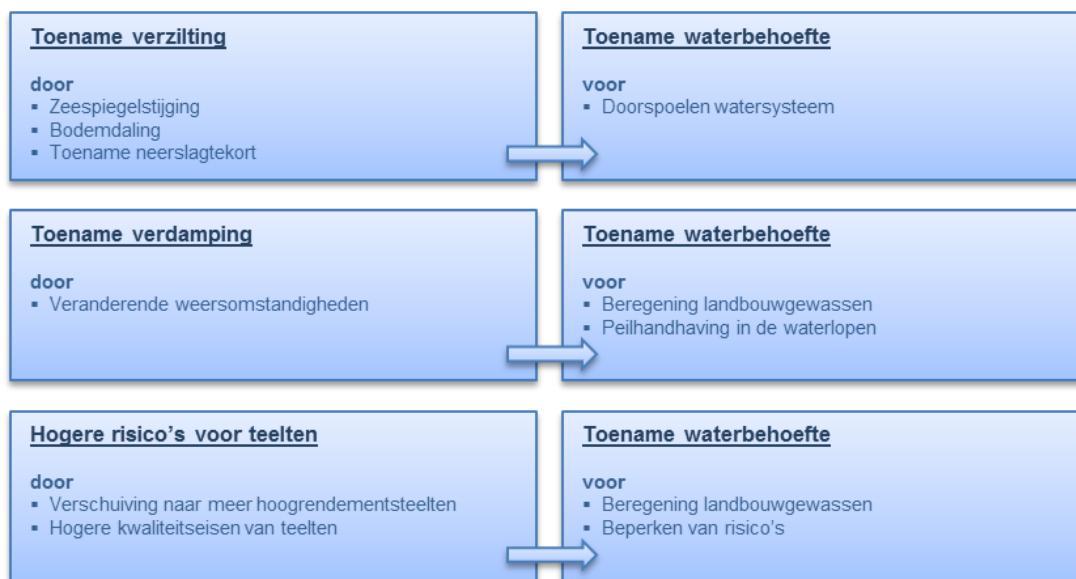 Toename verzilting
door
▪ Zeespiegelstijging
▪ Bodemdaling
▪ Toename neerslagtekort
Toename waterbehoefte
voor
▪ Doorspoelen watersysteem
Toename verdamping
door
▪ Veranderende weersomstandigheden
Toename waterbehoefte
voor
▪ Beregening landbouwgewassen
▪ Peilhandhaving in de waterlopen
Hogere risico's voor teelten
door
▪ Verschuiving naar meer hoogrendementsteelten
▪ Hogere kwaliteitseisen van teelten
Toename waterbehoefte
voor
▪ Beregening landbouwgewassen
▪ Beperken van risico's